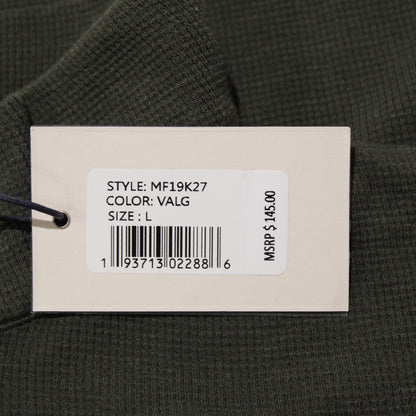 STYLE: MF19K27
COLOR: VALG
SIZE : L
1 93713 02288 6
MSRP $ 145.00